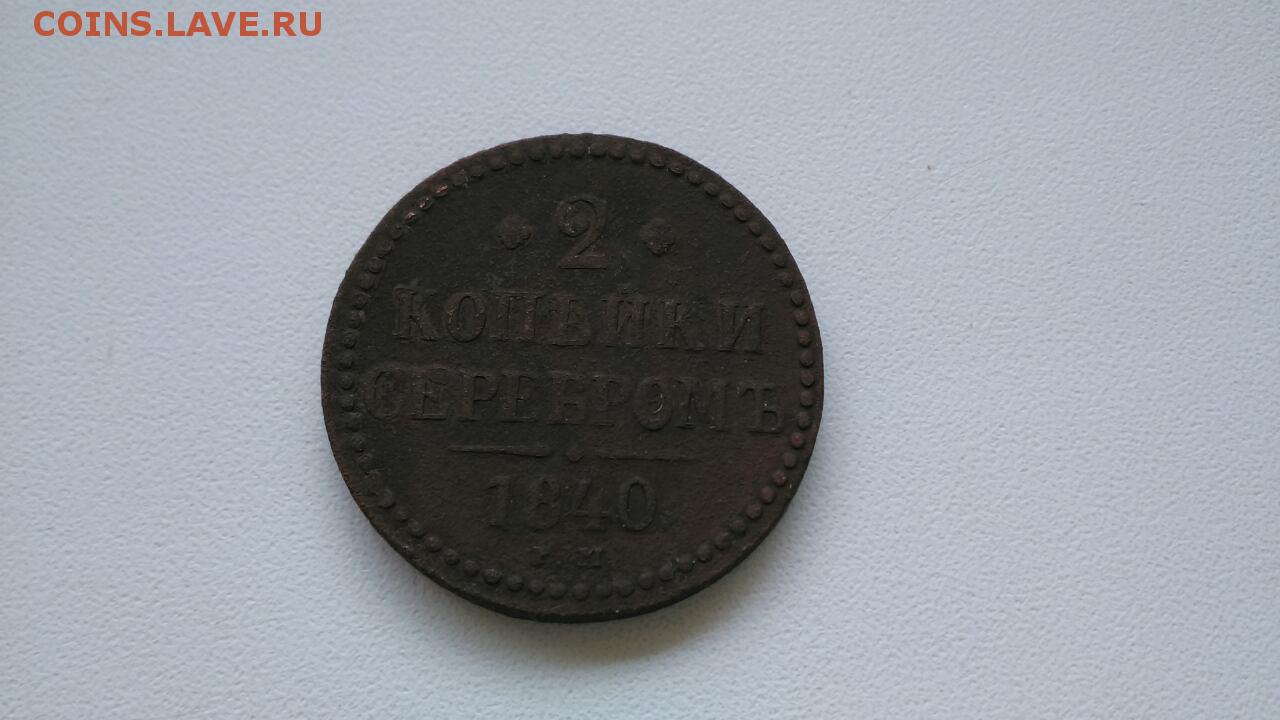 COINS.LAVE.RU
2
КОПѢЙКИ
СЕРЕБРОМЪ
1840.
Е.М.